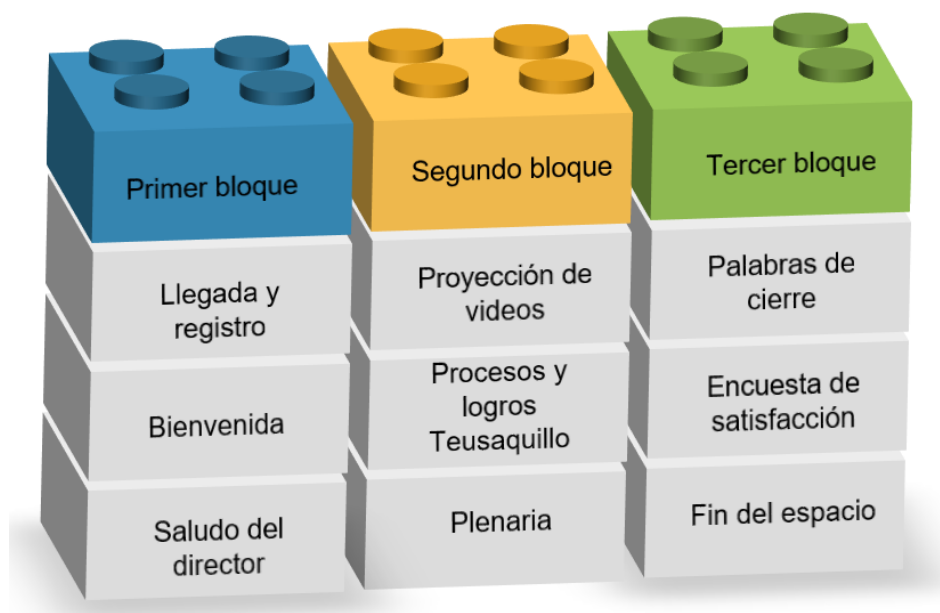 Primer bloque
Llegada y
registro
Bienvenida
Saludo del
director
Segundo bloque
Proyección de
videos
Procesos y
logros
Teusaquillo
Plenaria
Tercer bloque
Palabras de
cierre
Encuesta de
satisfacción
Fin del espacio